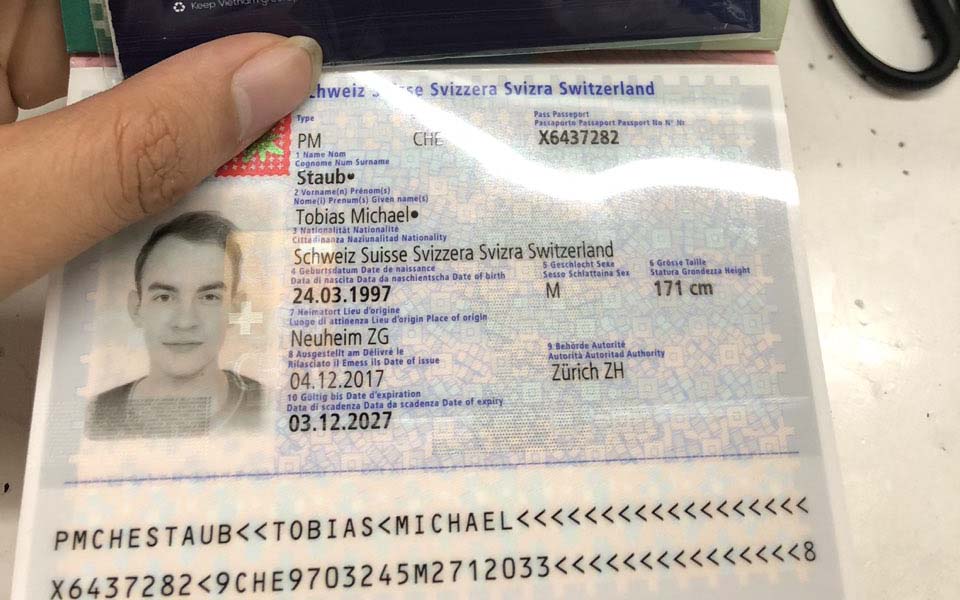 Keep Vietnam
Schweiz Suisse Svizzera Svizra Switzerland
Type
Pass Passeport
Passaporto Passaport Passport No N° Nr
PM CHE X6437282
1 Name Nom
Cognome Num Surname
Staub•
2 Vorname(n) Prénom(s)
Nome(i) Prenum(s) Given name(s)
Tobias Michael•
3 Nationalität Nationalité
Cittadinanza Naziunalitad Nationality
Schweiz Suisse Svizzera Svizra Switzerland
4 Geburtsdatum Date de naissance
Data di nascita Data da naschientscha Date of birth
24.03.1997
5 Geschlecht Sexe
Sesso Schlattaina Sex
M
6 Grösse Taille
Statura Grondezza Height
171 cm
7 Heimatort Lieu d'origine
Luogo di attinenza Lieu d'origin Place of origin
Neuheim ZG
8 Ausgestellt am Délivré le
Rilasciato il Emess ils Date of issue
04.12.2017
9 Behörde Autorité
Autorità Autoritad Authority
Zürich ZH
10 Gültig bis Date d'expiration
Data di scadenza Data da scadenza Date of expiry
03.12.2027
PMCHESTAUB<<TOBIAS<MICHAEL<<<<<<<<<<<<<<<<<<
X6437282<9CHE9703245M2712033<<<<<<<<<<<<<<<8